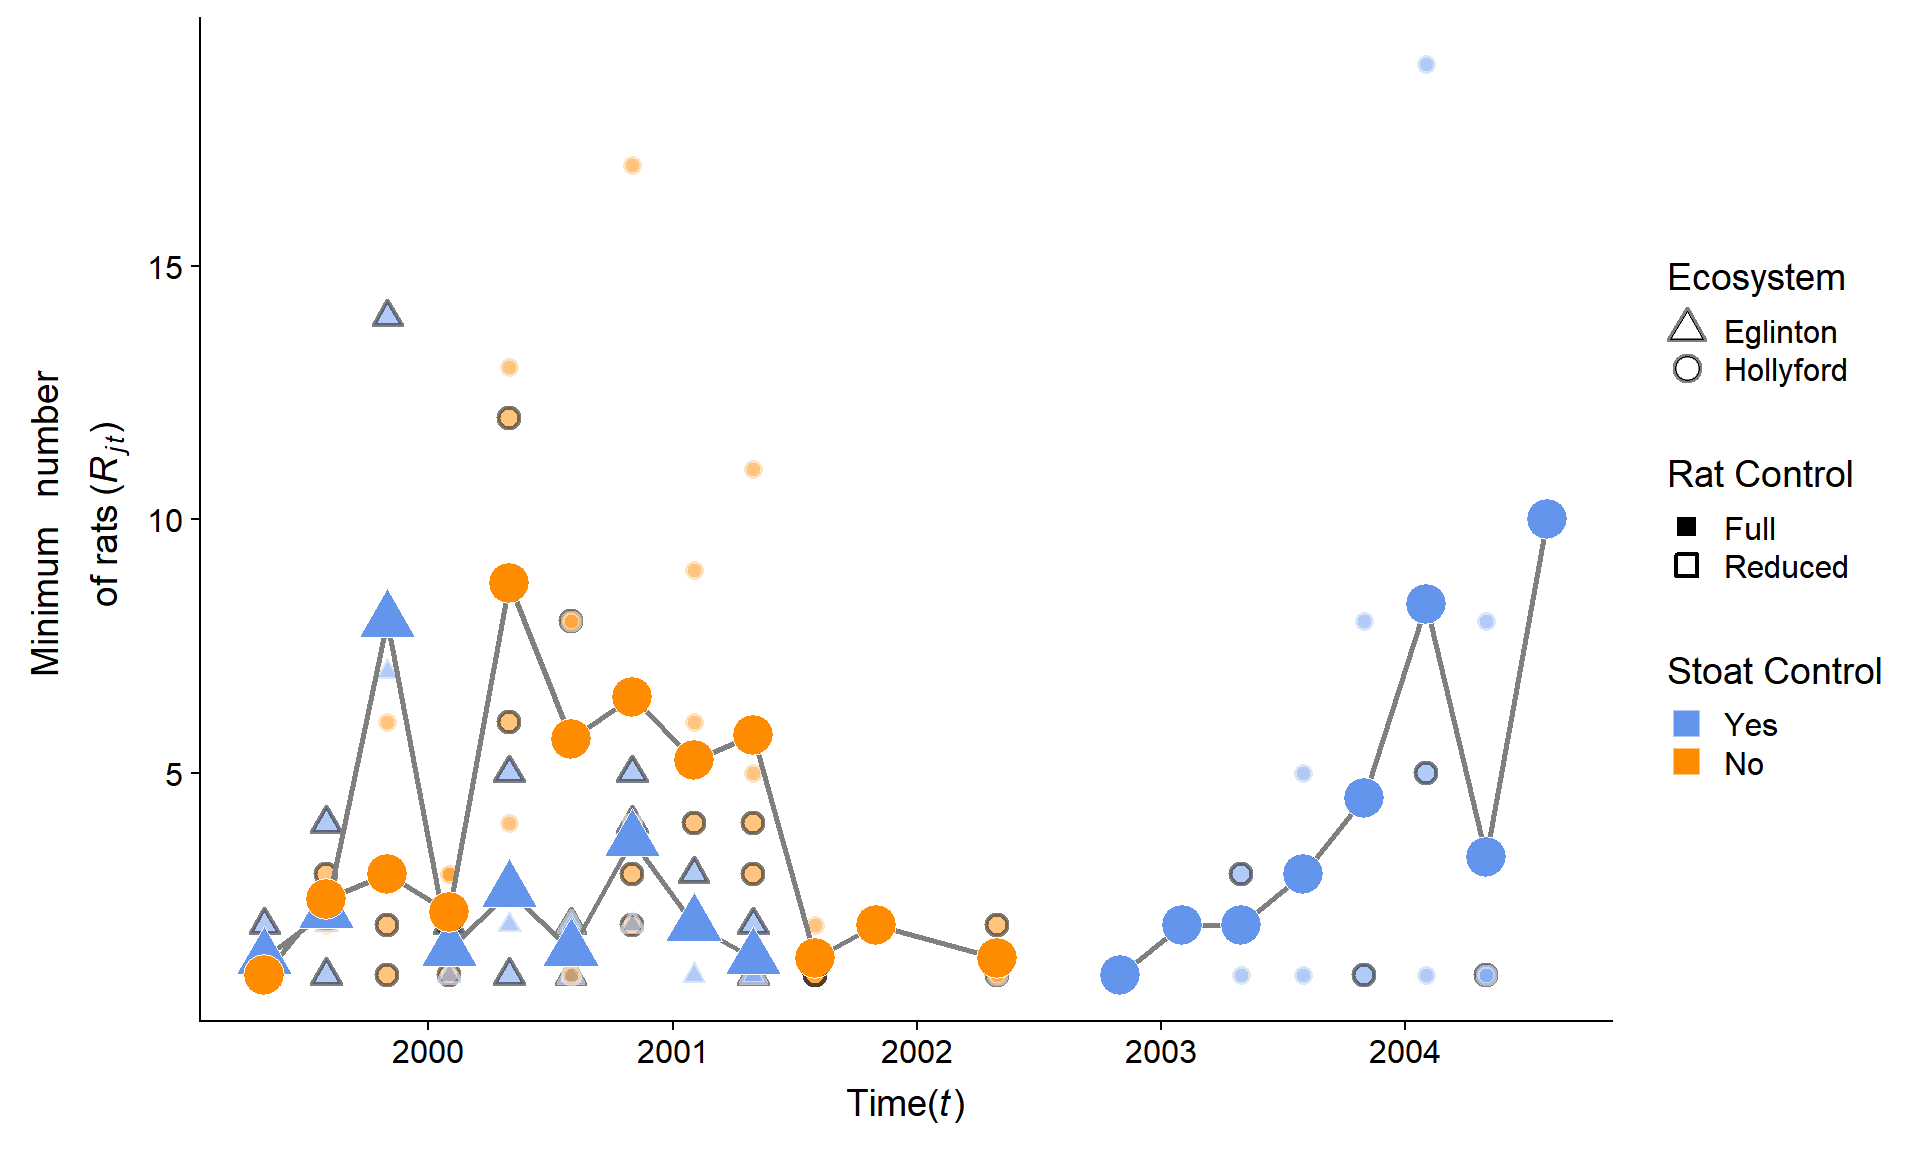 Minimum number
of rats (R_jt)
15
10
5
2000
2001
2002
2003
2004
Time(t)
Ecosystem
Eglinton
Hollyford
Rat Control
Full
Reduced
Stoat Control
Yes
No